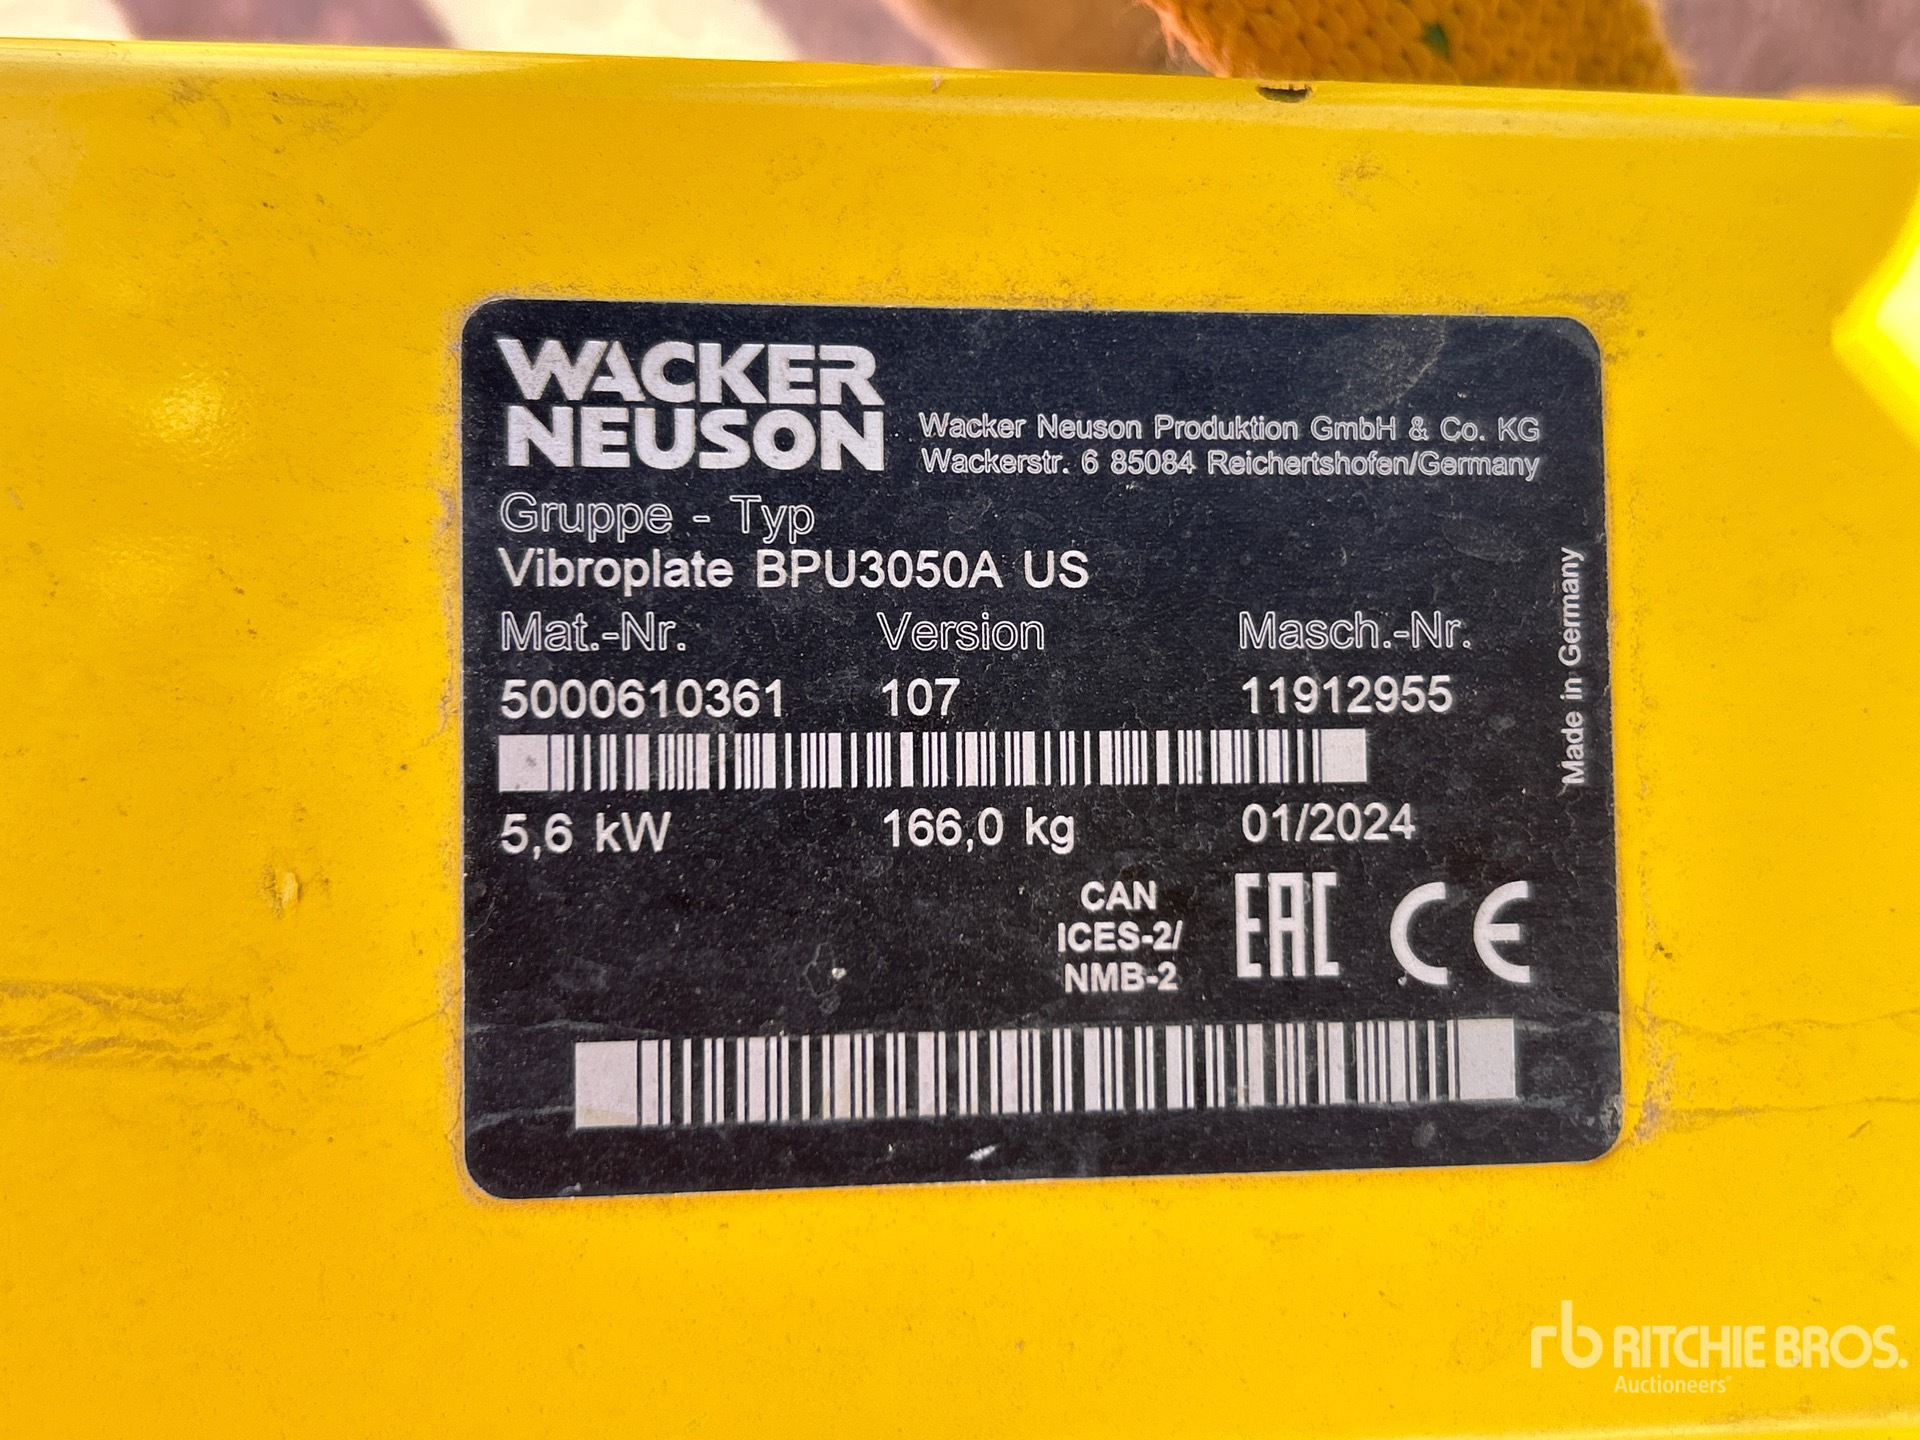 WACKER
NEUSON
Wacker Neuson Produktion GmbH & Co. KG
Wackerstr. 6 85084 Reichertshofen/Germany
Gruppe - Typ
Vibroplate BPU3050A US
Mat.-Nr. Version Masch.-Nr.
5000610361 107 11912955
5,6 kW 166,0 kg 01/2024
Made in Germany
CAN
ICES-2/
NMB-2
EAC CE
rb RITCHIE BROS.
Auctioneers